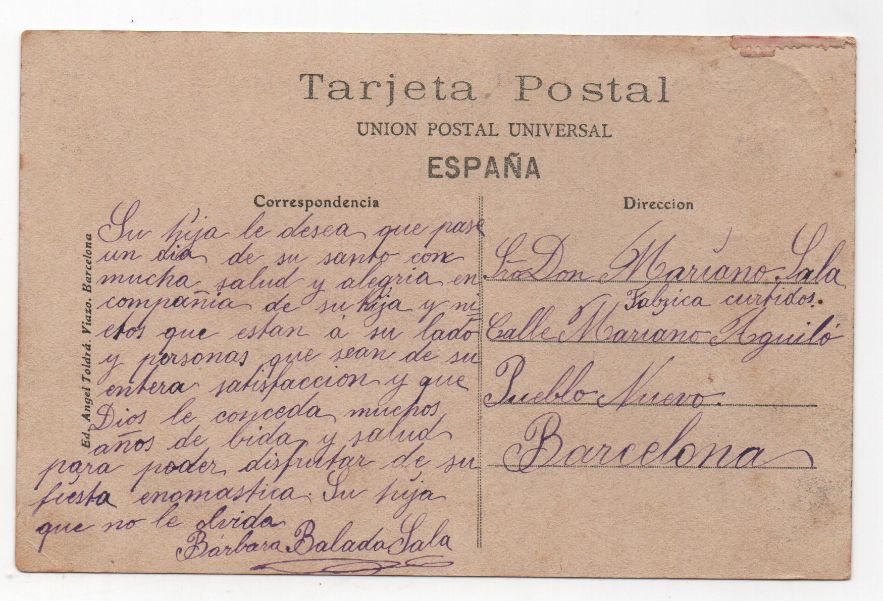 Tarjeta Postal
UNION POSTAL UNIVERSAL
ESPAÑA
Correspondencia
Su hija le desea que pase
un dia de su santo con
mucha salud y alegria en
compañia de su hija y ni
etos que estan á su lado
y personas que sean de su
entera satisfaccion y que
Dios le conceda muchos
años de bida y salud
para poder disfrutar de su
fiesta enomastica. Su hija
que no le olvida
Bárbara Balada Sala
Direccion
Sro Don Mariano Sala
Fabrica curtidos.
Calle Mariano Aguiló
Pueblo Nuevo.
Barcelona
Ed. Angel Toldrá. Viazo. Barcelona